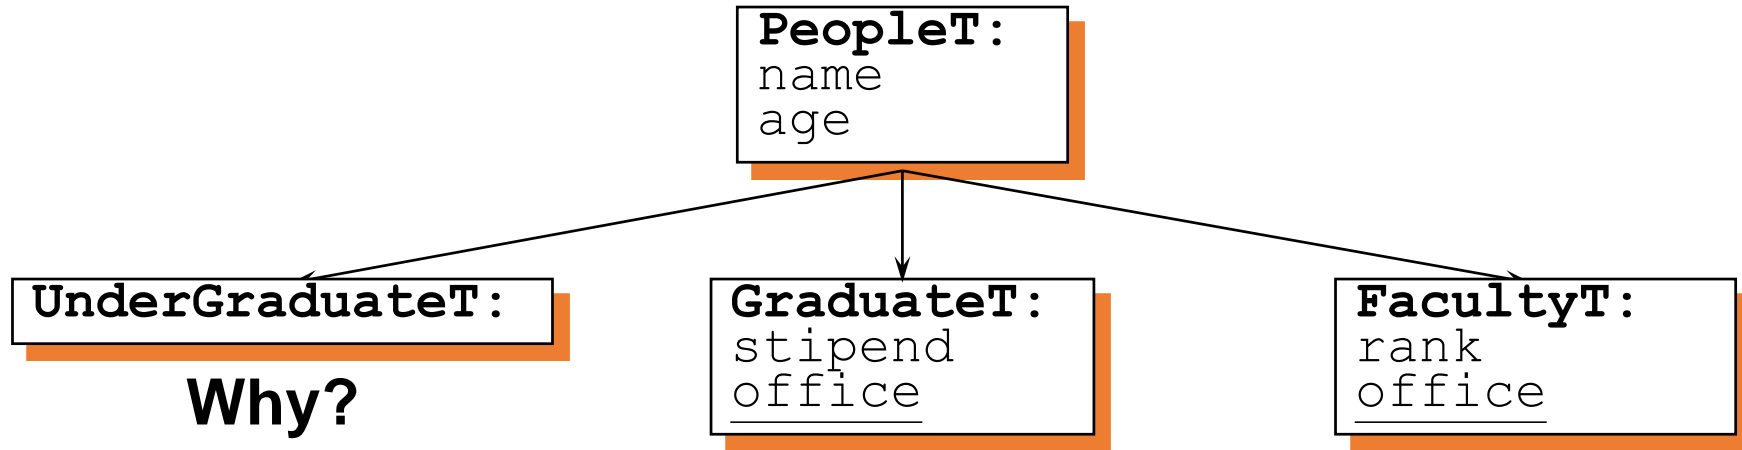 PeopleT:
name
age
UnderGraduateT:
Why?
GraduateT:
stipend
office
FacultyT:
rank
office